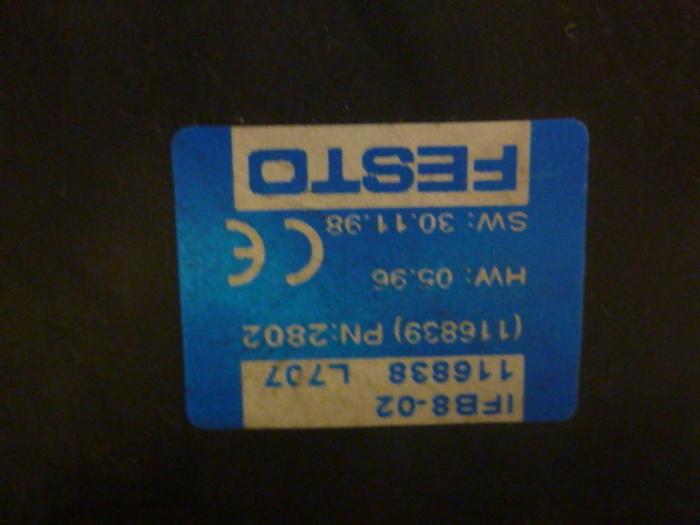 IFB8-02
116838 L707
(116839) PN:2802
HW: 05.96
SW: 30.11.98
CE
FESTO